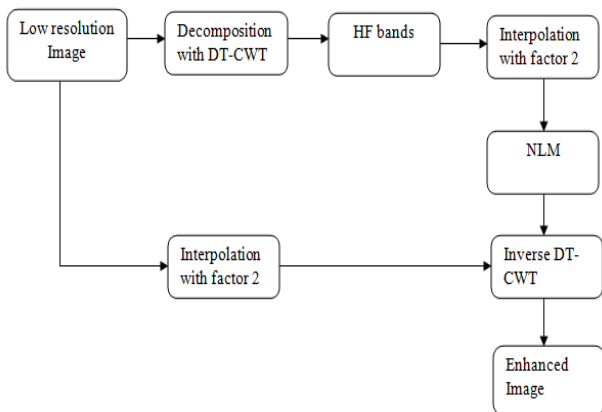 Low resolution
Image
Decomposition
with DT-CWT
HF bands
Interpolation
with factor 2
NLM
Interpolation
with factor 2
Inverse DT-
CWT
Enhanced
Image